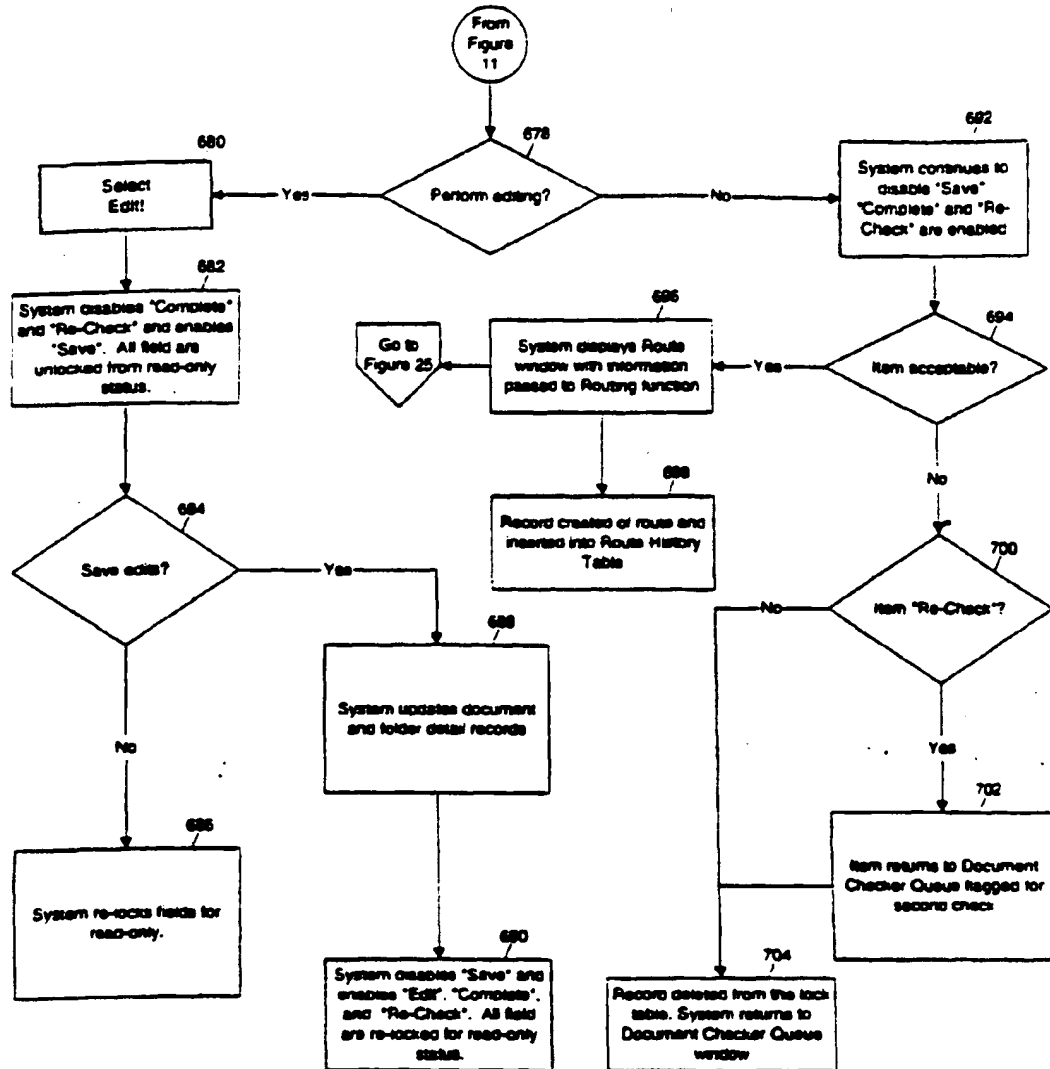 From
Figure
11
678
Perform editing?
Yes
No
680
Select
Edit!
692
System continues to
disable "Save"
"Complete" and "Re-
Check" are enabled
682
System disables "Complete"
and "Re-Check" and enables
"Save". All field are
unlocked from read-only
status.
694
Item acceptable?
Yes
No
696
System displays Route
window with information
passed to Routing function
Go to
Figure 25
698
Record created of route and
inserted into Route History
Table
684
Save edits?
Yes
No
700
Item "Re-Check"?
No
Yes
688
System updates document
and folder detail records
686
System re-locks fields for
read-only.
702
Item returns to Document
Checker Queue flagged for
second check
690
System disables "Save" and
enables "Edit", "Complete",
and "Re-Check". All field
are re-locked for read-only
status.
704
Record deleted from the lock
table. System returns to
Document Checker Queue
window